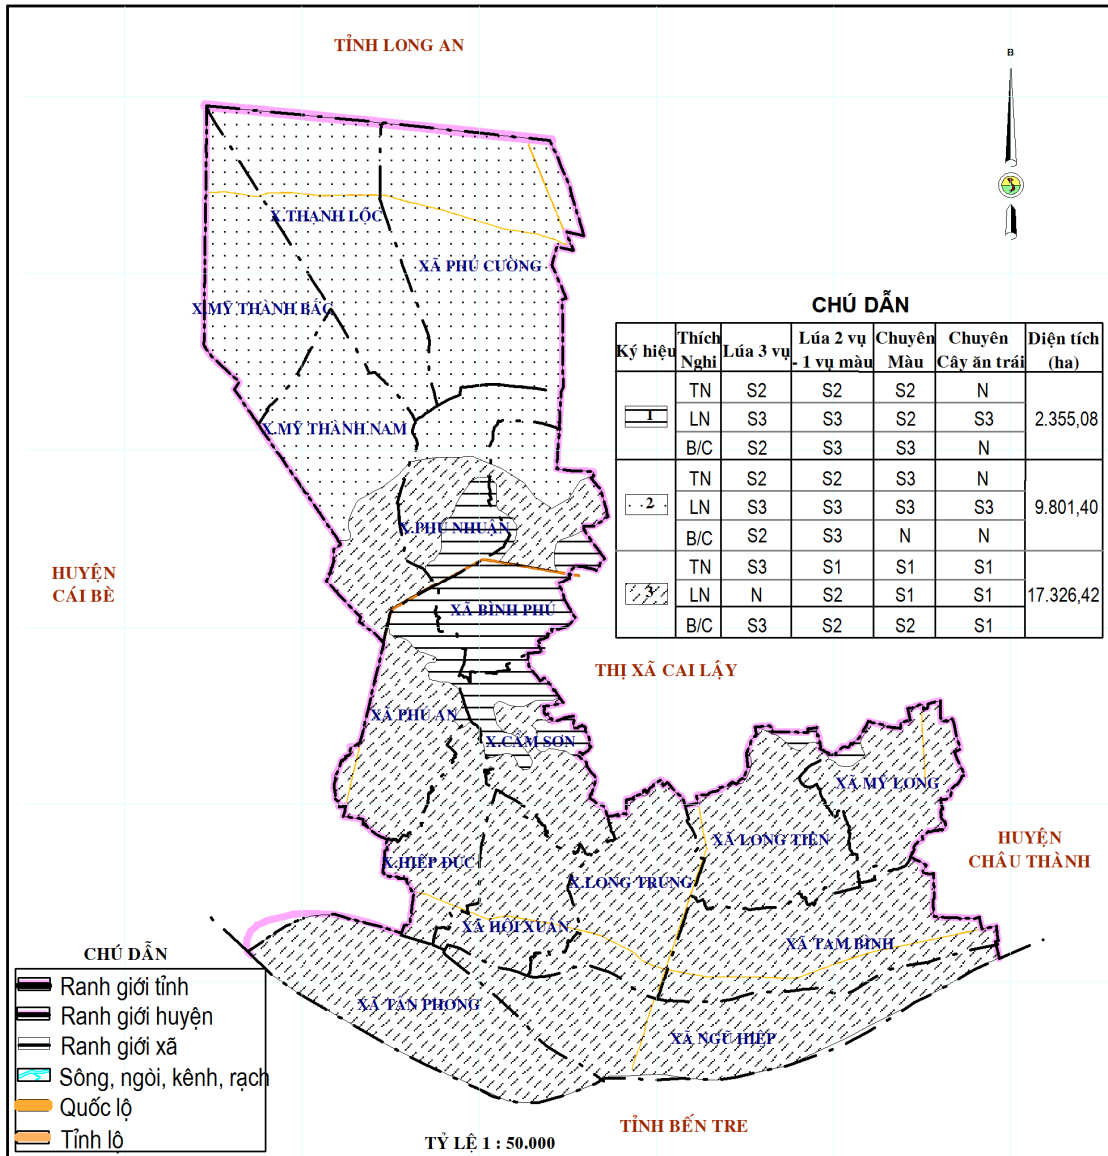 TỈNH LONG AN
B
X.THẠNH LỘC
XÃ PHÚ CƯỜNG
X.MỸ THÀNH BẮC
X.MỸ THÀNH NAM
X.PHÚ NHUẬN
HUYỆN
CÁI BÈ
XÃ BÌNH PHÚ
THỊ XÃ CAI LẬY
XÃ PHÚ AN
X.CẨM SƠN
XÃ MỸ LONG
XÃ LONG TIÊN
HUYỆN
CHÂU THÀNH
X.HIỆP ĐỨC
X.LONG TRUNG
XÃ HỘI XUÂN
XÃ TAM BÌNH
XÃ TÂN PHONG
XÃ NGŨ HIỆP
TỈNH BẾN TRE
TỶ LỆ 1 : 50.000
CHÚ DẪN
Ký hiệu Thích Nghi Lúa 3 vụ Lúa 2 vụ - 1 vụ màu Chuyên Màu Chuyên Cây ăn trái Diện tích (ha)
TN S2 S2 S2 N
1 LN S3 S3 S2 S3 2.355,08
B/C S2 S3 S3 N
TN S2 S2 S3 N
2 LN S3 S3 S3 S3 9.801,40
B/C S2 S3 N N
TN S3 S1 S1 S1
3 LN N S2 S1 S1 17.326,42
B/C S3 S2 S2 S1
CHÚ DẪN
Ranh giới tỉnh
Ranh giới huyện
Ranh giới xã
Sông, ngòi, kênh, rạch
Quốc lộ
Tỉnh lộ